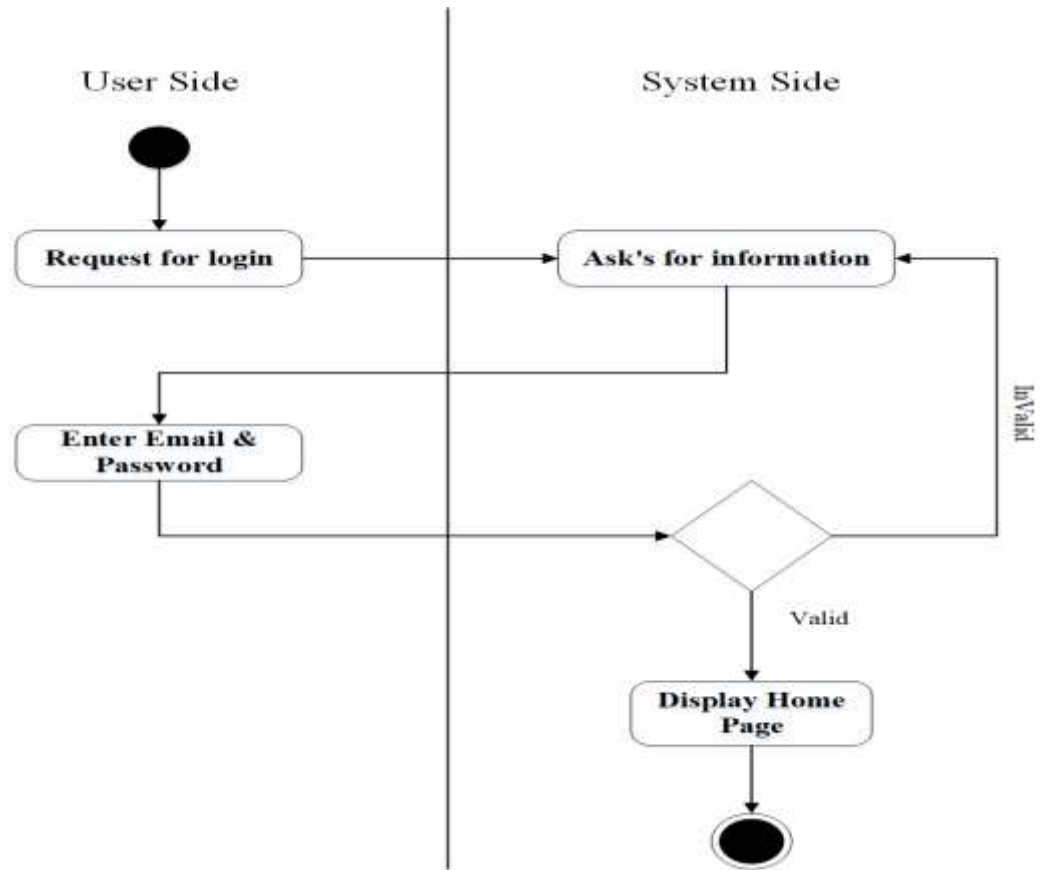 User Side
System Side
Request for login
Ask's for information
Enter Email &
Password
InValid
Valid
Display Home
Page